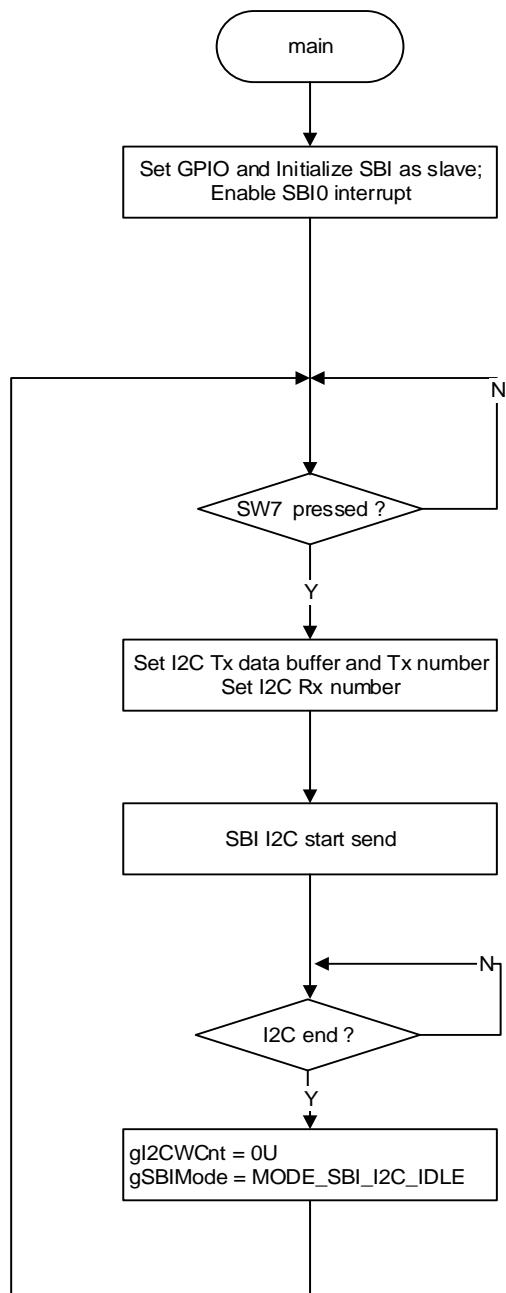 main
Set GPIO and Initialize SBI as slave;
Enable SBI0 interrupt
N
SW7 pressed ?
Y
Set I2C Tx data buffer and Tx number
Set I2C Rx number
SBI I2C start send
N
I2C end ?
Y
gI2CWCnt = 0U
gSBIMode = MODE_SBI_I2C_IDLE